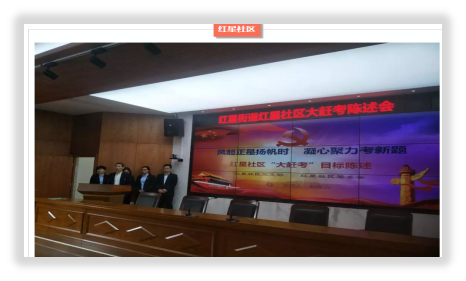 红星社区
红星街道红星社区大赶考陈述会
奋楫正是扬帆时 凝心聚力考新题
红星社区“大赶考”目标陈述